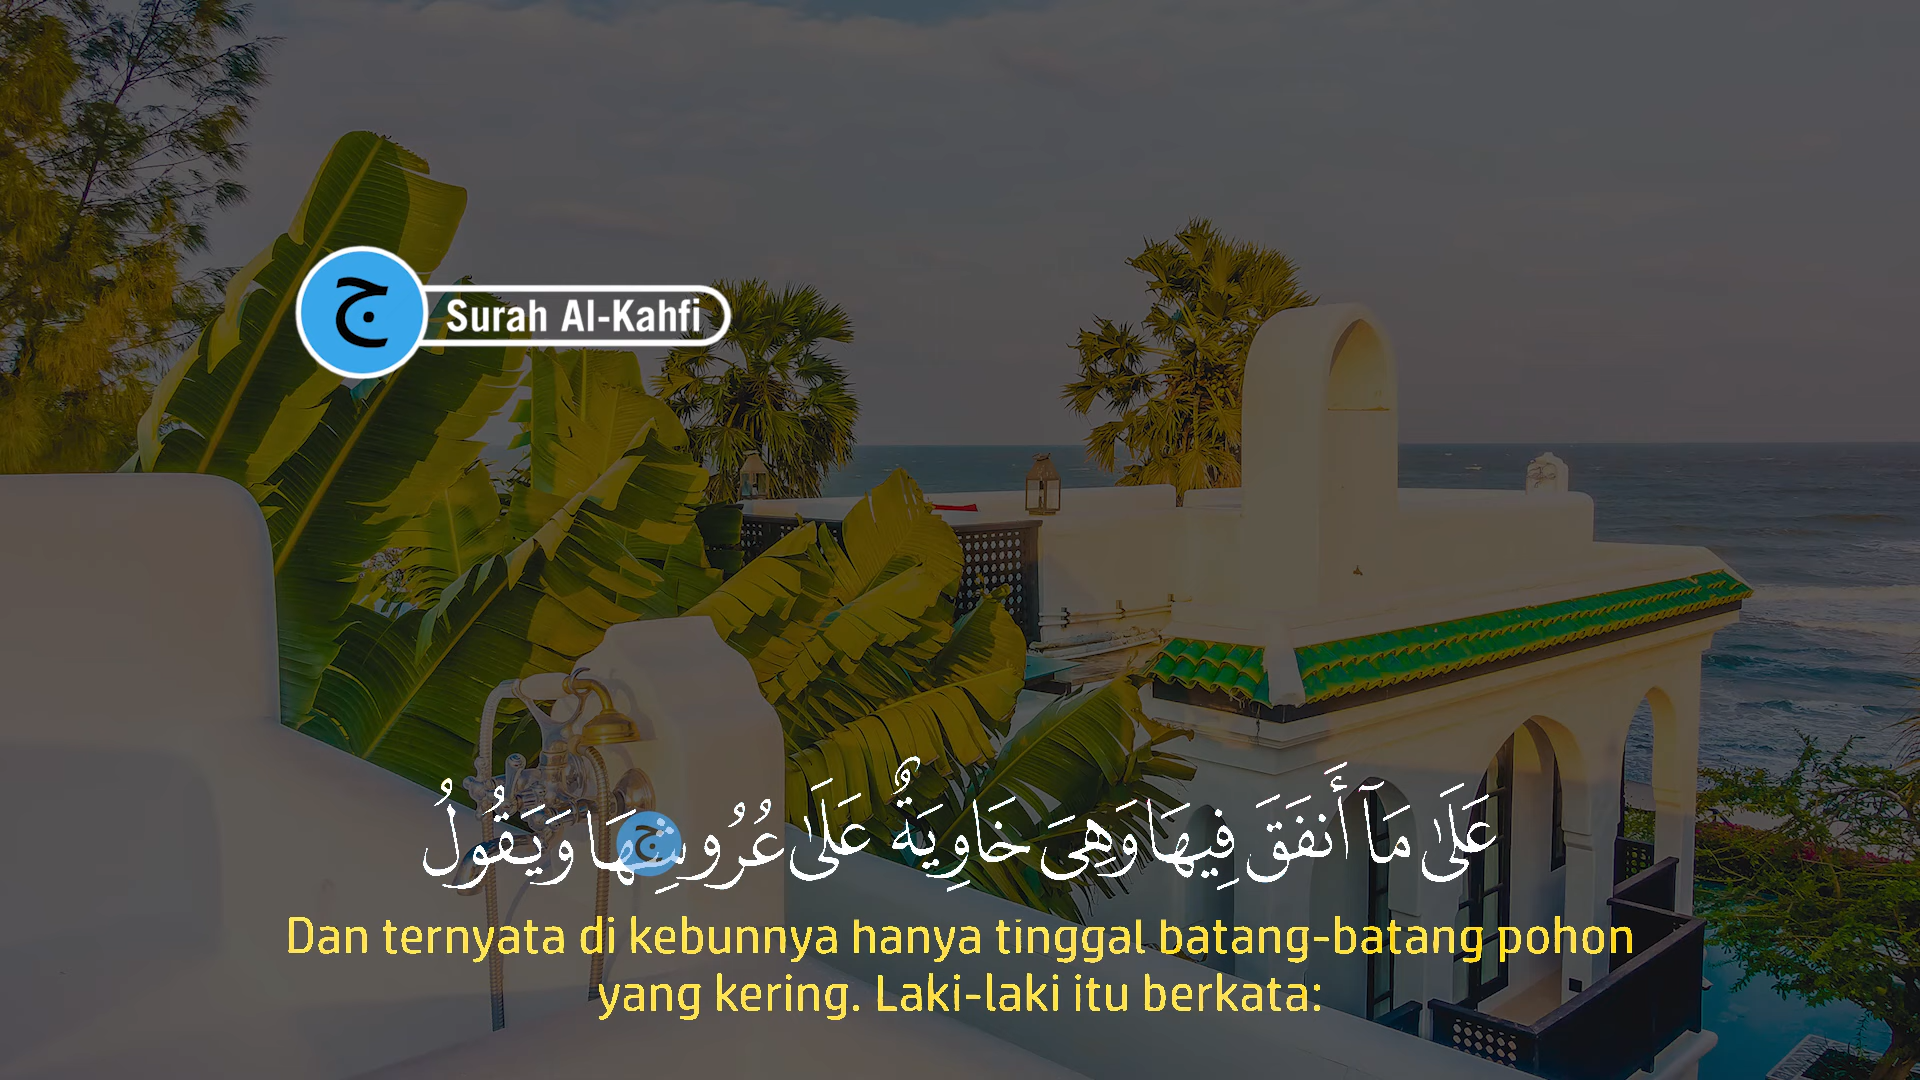 ج
Surah Al-Kahfi
عَلَىٰ مَآ أَنفَقَ فِيهَا وَهِىَ خَاوِيَةٌ عَلَىٰ عُرُوشِهَا وَيَقُولُ
ج
Dan ternyata di kebunnya hanya tinggal batang-batang pohon
yang kering. Laki-laki itu berkata: